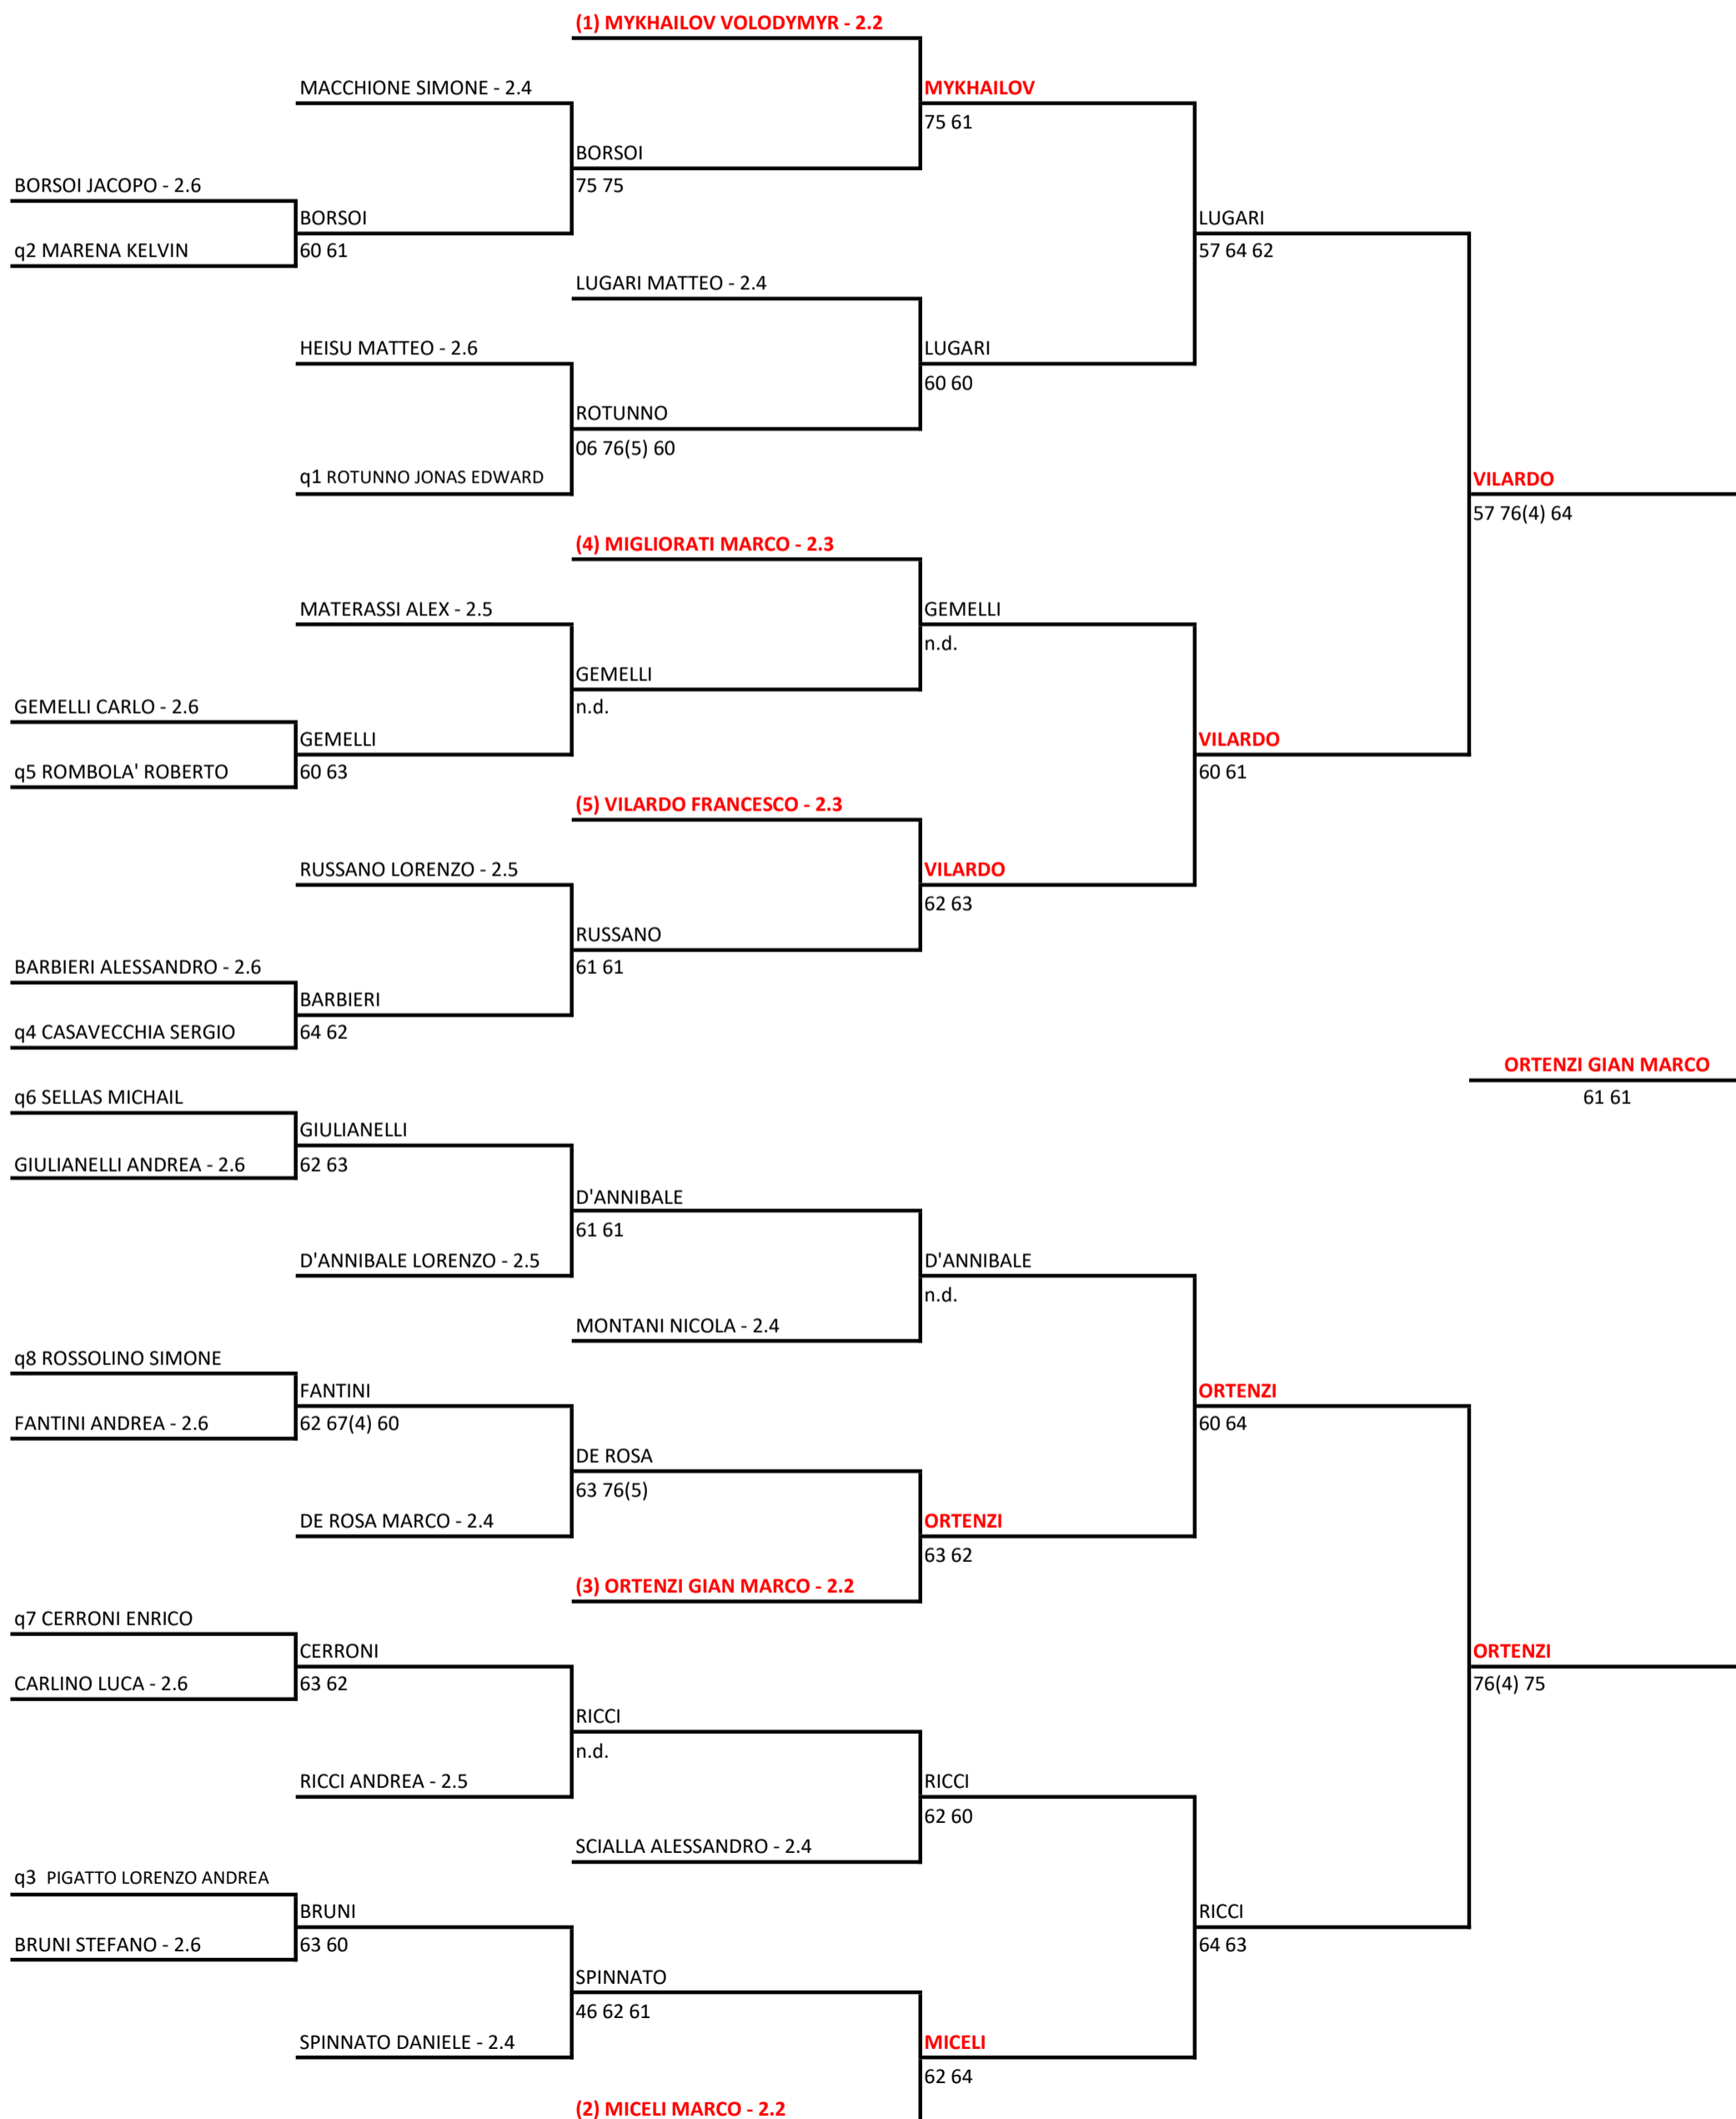 (1) MYKHAILOV VOLODYMYR - 2.2
MACCHIONE SIMONE - 2.4
MYKHAILOV
75 61
BORSOI
BORSOI JACOPO - 2.6
75 75
BORSOI
LUGARI
q2 MARENA KELVIN
60 61
57 64 62
LUGARI MATTEO - 2.4
HEISU MATTEO - 2.6
LUGARI
60 60
ROTUNNO
06 76(5) 60
q1 ROTUNNO JONAS EDWARD
VILARDO
57 76(4) 64
(4) MIGLIORATI MARCO - 2.3
MATERASSI ALEX - 2.5
GEMELLI
n.d.
GEMELLI
GEMELLI CARLO - 2.6
n.d.
GEMELLI
VILARDO
q5 ROMBOLA' ROBERTO
60 63
60 61
(5) VILARDO FRANCESCO - 2.3
RUSSANO LORENZO - 2.5
VILARDO
62 63
RUSSANO
BARBIERI ALESSANDRO - 2.6
61 61
BARBIERI
q4 CASAVECCHIA SERGIO
64 62
ORTENZI GIAN MARCO
61 61
q6 SELLAS MICHAIL
GIULIANELLI
GIULIANELLI ANDREA - 2.6
62 63
D'ANNIBALE
61 61
D'ANNIBALE LORENZO - 2.5
D'ANNIBALE
n.d.
MONTANI NICOLA - 2.4
q8 ROSSOLINO SIMONE
FANTINI
ORTENZI
FANTINI ANDREA - 2.6
62 67(4) 60
60 64
DE ROSA
63 76(5)
DE ROSA MARCO - 2.4
ORTENZI
63 62
(3) ORTENZI GIAN MARCO - 2.2
q7 CERRONI ENRICO
CERRONI
ORTENZI
CARLINO LUCA - 2.6
63 62
76(4) 75
RICCI
n.d.
RICCI ANDREA - 2.5
RICCI
62 60
SCIALLA ALESSANDRO - 2.4
q3 PIGATTO LORENZO ANDREA
BRUNI
RICCI
BRUNI STEFANO - 2.6
63 60
64 63
SPINNATO
46 62 61
SPINNATO DANIELE - 2.4
MICELI
62 64
(2) MICELI MARCO - 2.2